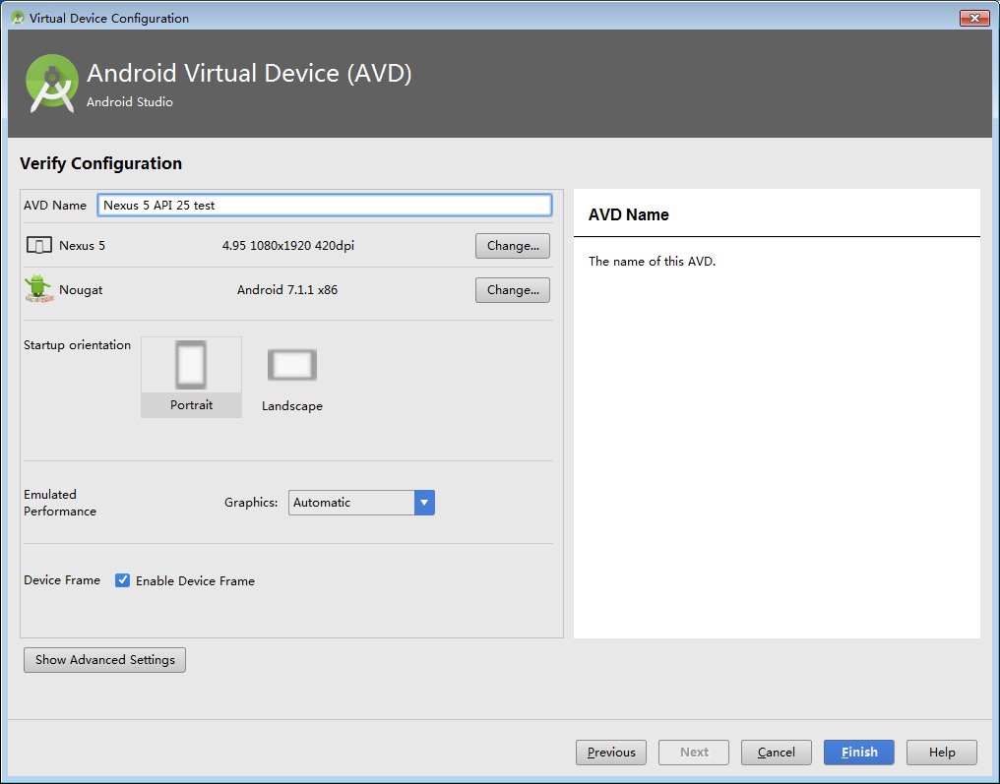 Virtual Device Configuration
Android Virtual Device (AVD)
Android Studio
Verify Configuration
AVD Name Nexus 5 API 25 test
Nexus 5 4.95 1080x1920 420dpi Change...
Nougat Android 7.1.1 x86 Change...
Startup orientation
Portrait Landscape
Emulated
Performance
Graphics: Automatic
Device Frame Enable Device Frame
Show Advanced Settings
AVD Name
The name of this AVD.
Previous Next Cancel Finish Help